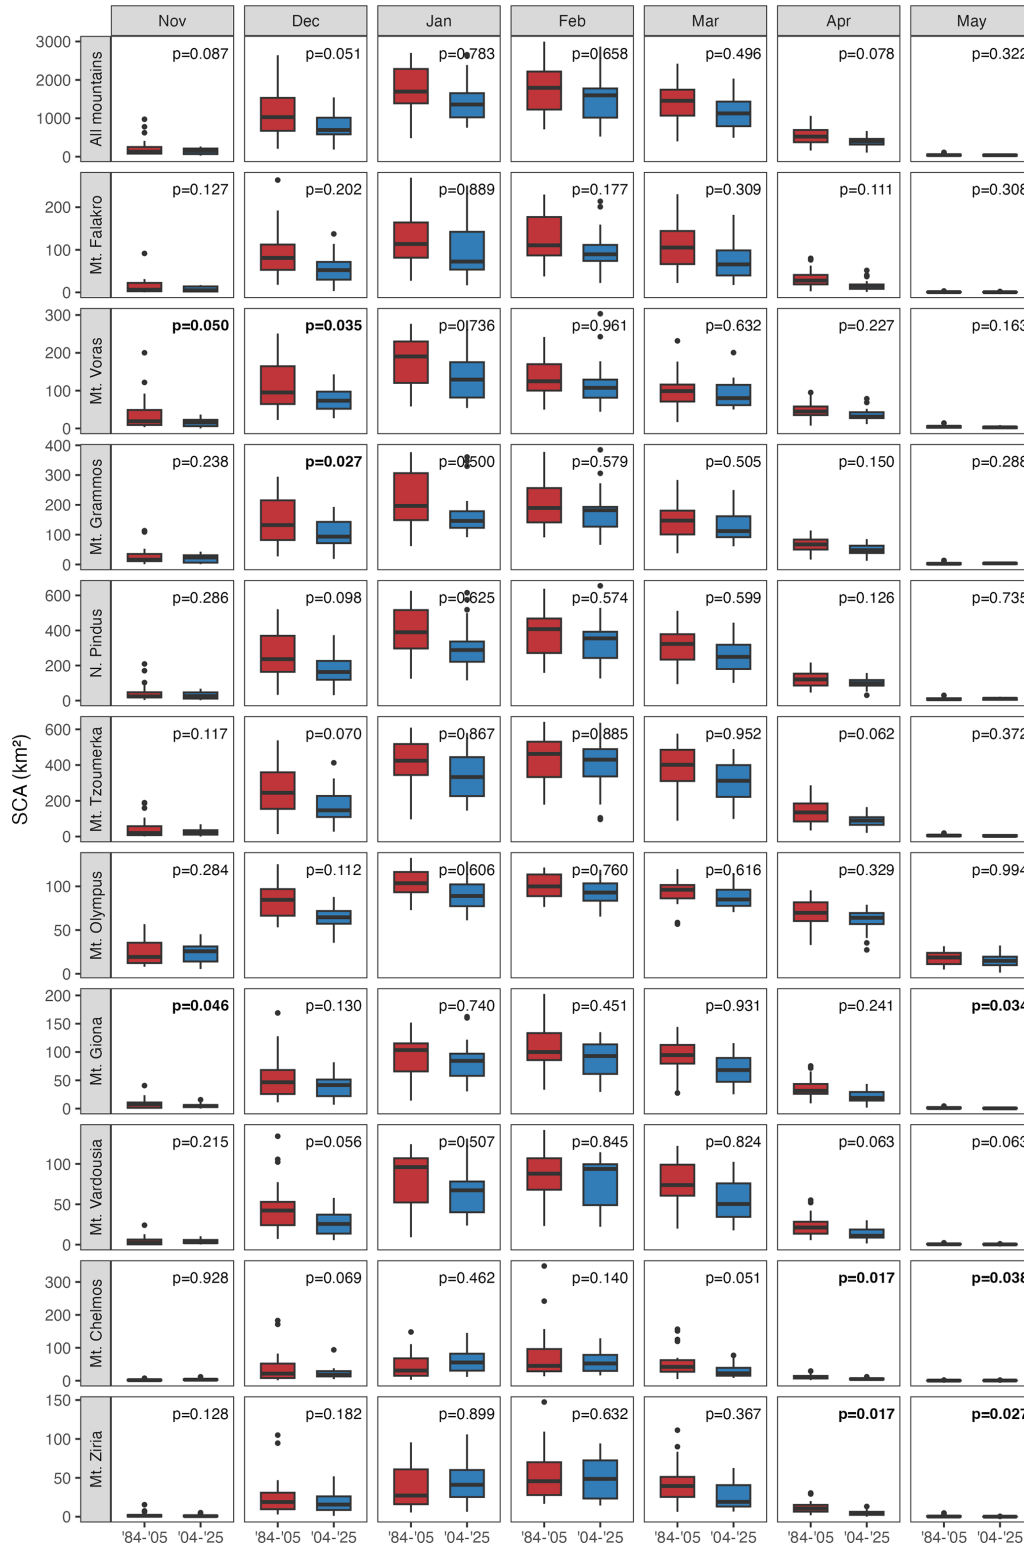 Nov Dec Jan Feb Mar Apr May
All mountains
3000
2000
1000
0
p=0.087 p=0.051 p=0.783 p=0.658 p=0.496 p=0.078 p=0.322
Mt. Falakro
200
100
0
p=0.127 p=0.202 p=0.889 p=0.177 p=0.309 p=0.111 p=0.308
Mt. Voras
300
200
100
0
p=0.050 p=0.035 p=0.736 p=0.961 p=0.632 p=0.227 p=0.163
Mt. Grammos
400
300
200
100
0
p=0.238 p=0.027 p=0.500 p=0.579 p=0.505 p=0.150 p=0.288
N. Pindus
600
400
200
0
p=0.286 p=0.098 p=0.625 p=0.574 p=0.599 p=0.126 p=0.735
SCA (km²)
Mt. Tzoumerka
600
400
200
0
p=0.117 p=0.070 p=0.867 p=0.885 p=0.952 p=0.062 p=0.372
Mt. Olympus
100
50
0
p=0.284 p=0.112 p=0.606 p=0.760 p=0.616 p=0.329 p=0.994
Mt. Giona
200
150
100
50
0
p=0.046 p=0.130 p=0.740 p=0.451 p=0.931 p=0.241 p=0.034
Mt. Vardousia
100
50
0
p=0.215 p=0.056 p=0.507 p=0.845 p=0.824 p=0.063 p=0.063
Mt. Chelmos
300
200
100
0
p=0.928 p=0.069 p=0.462 p=0.140 p=0.051 p=0.017 p=0.038
Mt. Ziria
150
100
50
0
p=0.128 p=0.182 p=0.899 p=0.632 p=0.367 p=0.017 p=0.027
'84-'05 '04-'25 '84-'05 '04-'25 '84-'05 '04-'25 '84-'05 '04-'25 '84-'05 '04-'25 '84-'05 '04-'25 '84-'05 '04-'25